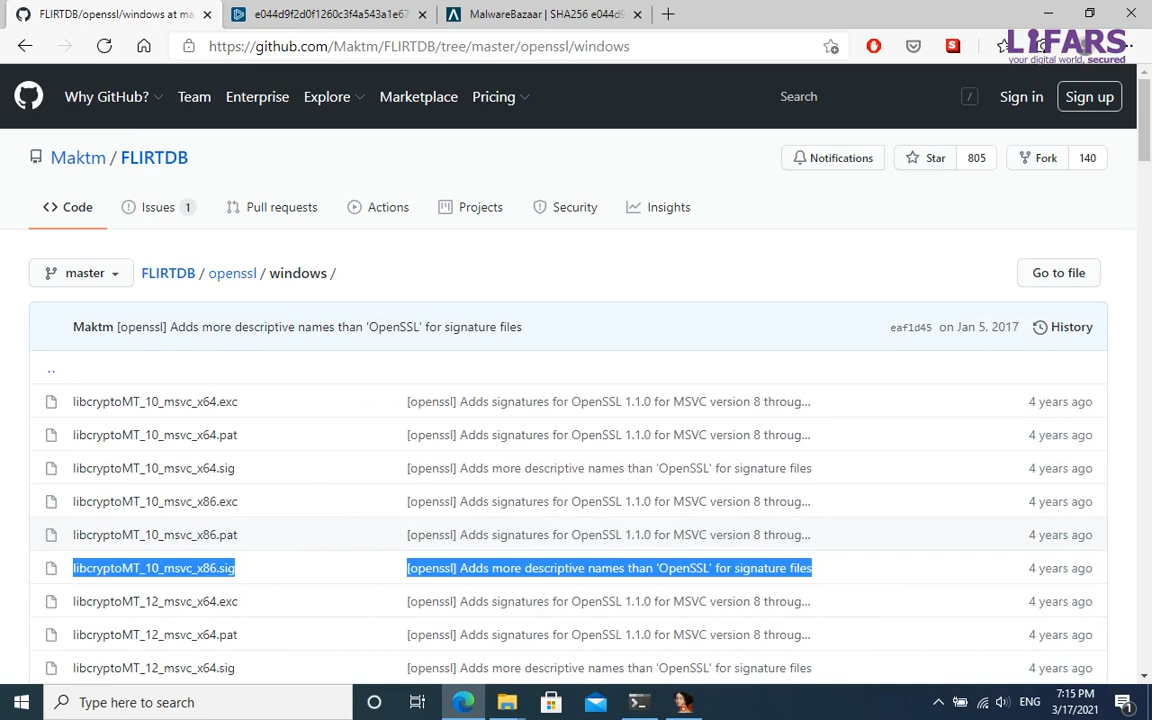 FLIRTDB/openssl/windows at ma
e044d9f2d0f1260c3f4a543a1e67
MalwareBazaar | SHA256 e044d9
https://github.com/Maktm/FLIRTDB/tree/master/openssl/windows
LIFARS
your digital world, secured
Why GitHub? Team Enterprise Explore Marketplace Pricing Search / Sign in Sign up
Maktm / FLIRTDB Notifications Star 805 Fork 140
Code Issues 1 Pull requests Actions Projects Security Insights
master FLIRTDB / openssl / windows / Go to file
Maktm [openssl] Adds more descriptive names than 'OpenSSL' for signature files eaf1d45 on Jan 5, 2017 History
..
libcryptoMT_10_msvc_x64.exc [openssl] Adds signatures for OpenSSL 1.1.0 for MSVC version 8 throug... 4 years ago
libcryptoMT_10_msvc_x64.pat [openssl] Adds signatures for OpenSSL 1.1.0 for MSVC version 8 throug... 4 years ago
libcryptoMT_10_msvc_x64.sig [openssl] Adds more descriptive names than 'OpenSSL' for signature files 4 years ago
libcryptoMT_10_msvc_x86.exc [openssl] Adds signatures for OpenSSL 1.1.0 for MSVC version 8 throug... 4 years ago
libcryptoMT_10_msvc_x86.pat [openssl] Adds signatures for OpenSSL 1.1.0 for MSVC version 8 throug... 4 years ago
libcryptoMT_10_msvc_x86.sig [openssl] Adds more descriptive names than 'OpenSSL' for signature files 4 years ago
libcryptoMT_12_msvc_x64.exc [openssl] Adds signatures for OpenSSL 1.1.0 for MSVC version 8 throug... 4 years ago
libcryptoMT_12_msvc_x64.pat [openssl] Adds signatures for OpenSSL 1.1.0 for MSVC version 8 throug... 4 years ago
libcryptoMT_12_msvc_x64.sig [openssl] Adds more descriptive names than 'OpenSSL' for signature files 4 years ago
Type here to search ENG 7:15 PM
3/17/2021
1